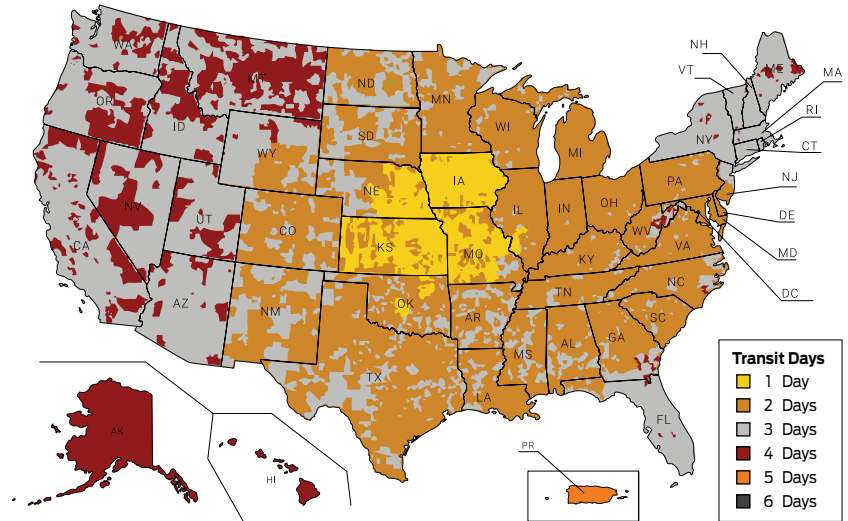 WA
MT
ND
MN
OR
ID
SD
WI
WY
MI
NH
VT
ME
MA
RI
NY
CT
NE
IA
PA
NJ
NV
UT
CO
IL
IN
OH
DE
CA
KS
MO
WV
VA
MD
KY
DC
AZ
NM
OK
AR
TN
NC
SC
MS
AL
GA
TX
LA
FL
AK
HI
PR
Transit Days
1 Day
2 Days
3 Days
4 Days
5 Days
6 Days